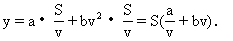 y = a · S/v + bv² · S/v = S(a/v + bv).